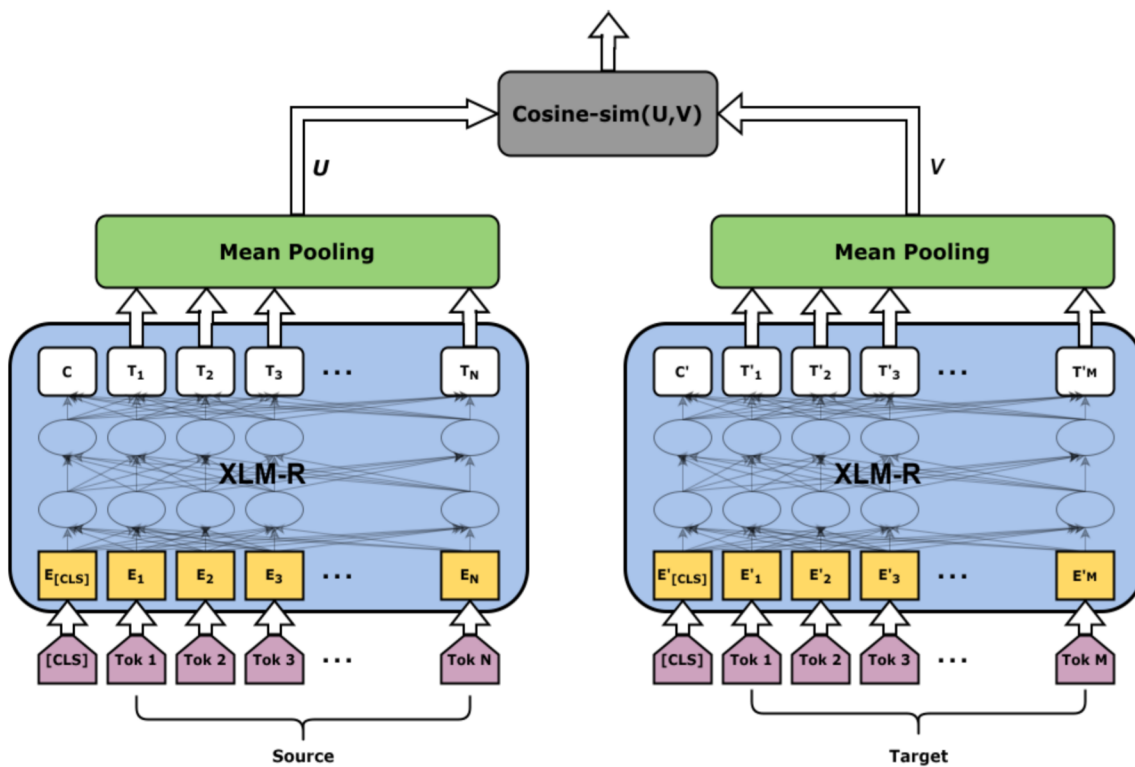 Cosine-sim(U,V)
U
V
Mean Pooling
Mean Pooling
C T1 T2 T3 ... TN
C' T'1 T'2 T'3 ... T'M
XLM-R
XLM-R
E[CLS] E1 E2 E3 ... EN
E'[CLS] E'1 E'2 E'3 ... E'M
[CLS] Tok 1 Tok 2 Tok 3 ... Tok N
[CLS] Tok 1 Tok 2 Tok 3 ... Tok M
Source
Target